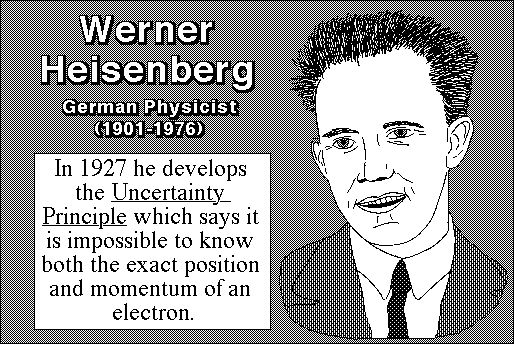 Werner
Heisenberg
German Physicist
(1901-1976)
In 1927 he develops
the Uncertainty
Principle which says it
is impossible to know
both the exact position
and momentum of an
electron.